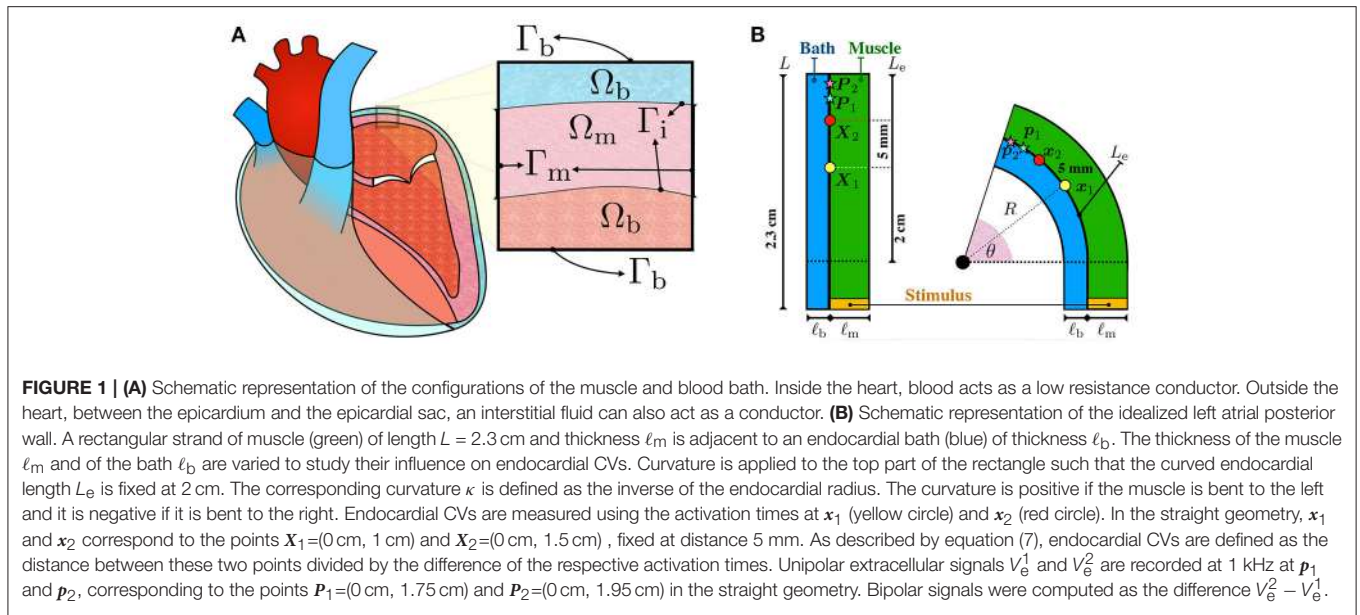 A
Γb
Ωb
Γi
Ωm
Γm
Ωb
Γb
B
Bath Muscle
L Le
P2
P1
X2
X1
5 mm
2.3 cm
2 cm
Stimulus
ℓb ℓm
p1
p2
x2
5 mm
x1
Le
R
θ
ℓb ℓm
FIGURE 1 | (A) Schematic representation of the configurations of the muscle and blood bath. Inside the heart, blood acts as a low resistance conductor. Outside the
heart, between the epicardium and the epicardial sac, an interstitial fluid can also act as a conductor. (B) Schematic representation of the idealized left atrial posterior
wall. A rectangular strand of muscle (green) of length L = 2.3 cm and thickness ℓm is adjacent to an endocardial bath (blue) of thickness ℓb. The thickness of the muscle
ℓm and of the bath ℓb are varied to study their influence on endocardial CVs. Curvature is applied to the top part of the rectangle such that the curved endocardial
length Le is fixed at 2 cm. The corresponding curvature κ is defined as the inverse of the endocardial radius. The curvature is positive if the muscle is bent to the left
and it is negative if it is bent to the right. Endocardial CVs are measured using the activation times at x1 (yellow circle) and x2 (red circle). In the straight geometry, x1
and x2 correspond to the points X1=(0 cm, 1 cm) and X2=(0 cm, 1.5 cm) , fixed at distance 5 mm. As described by equation (7), endocardial CVs are defined as the
distance between these two points divided by the difference of the respective activation times. Unipolar extracellular signals V1e and V2e are recorded at 1 kHz at p1
and p2, corresponding to the points P1=(0 cm, 1.75 cm) and P2=(0 cm, 1.95 cm) in the straight geometry. Bipolar signals were computed as the difference V2e − V1e.